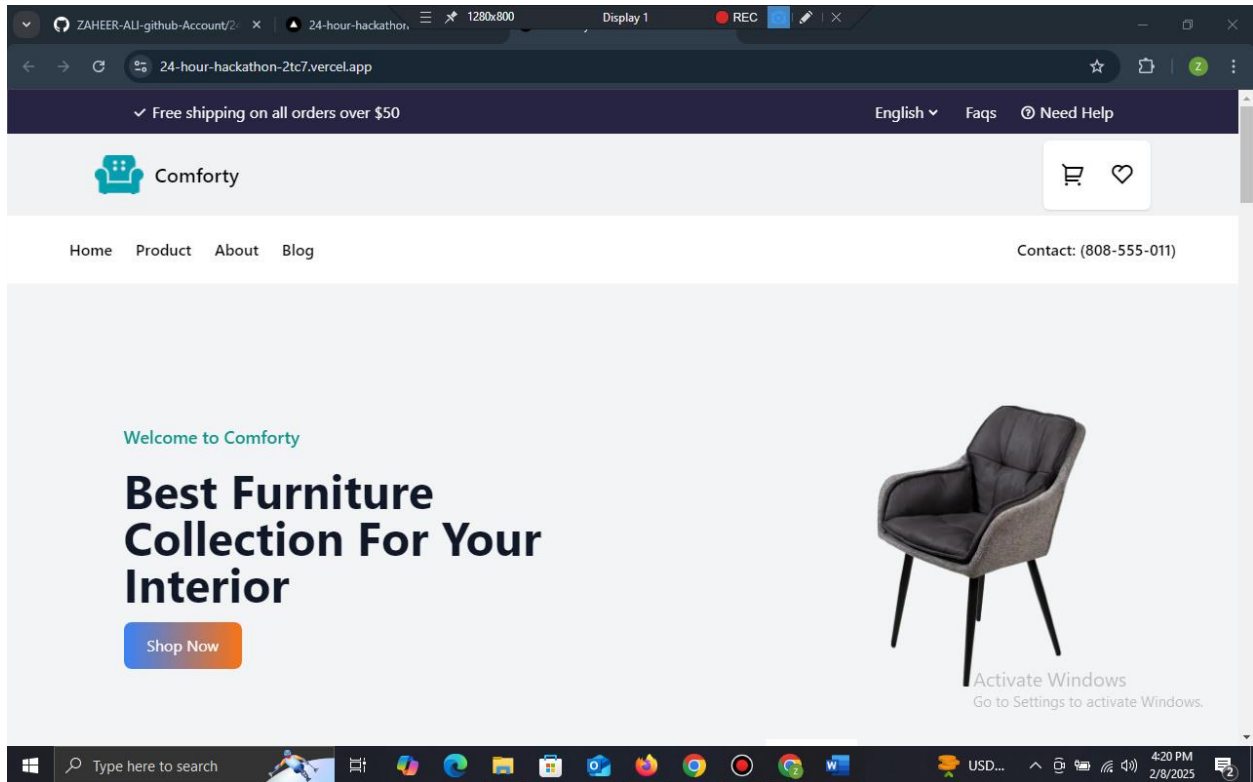 ZAHEER-ALI-github-Account/24
24-hour-hackathon
1280x800
Display 1
REC
24-hour-hackathon-2tc7.vercel.app
Z
Free shipping on all orders over $50
English
Faqs
Need Help
Comforty
Home Product About Blog
Contact: (808-555-011)
Welcome to Comforty
Best Furniture
Collection For Your
Interior
Shop Now
Activate Windows
Go to Settings to activate Windows.
Type here to search
USD...
4:20 PM
2/8/2025
2